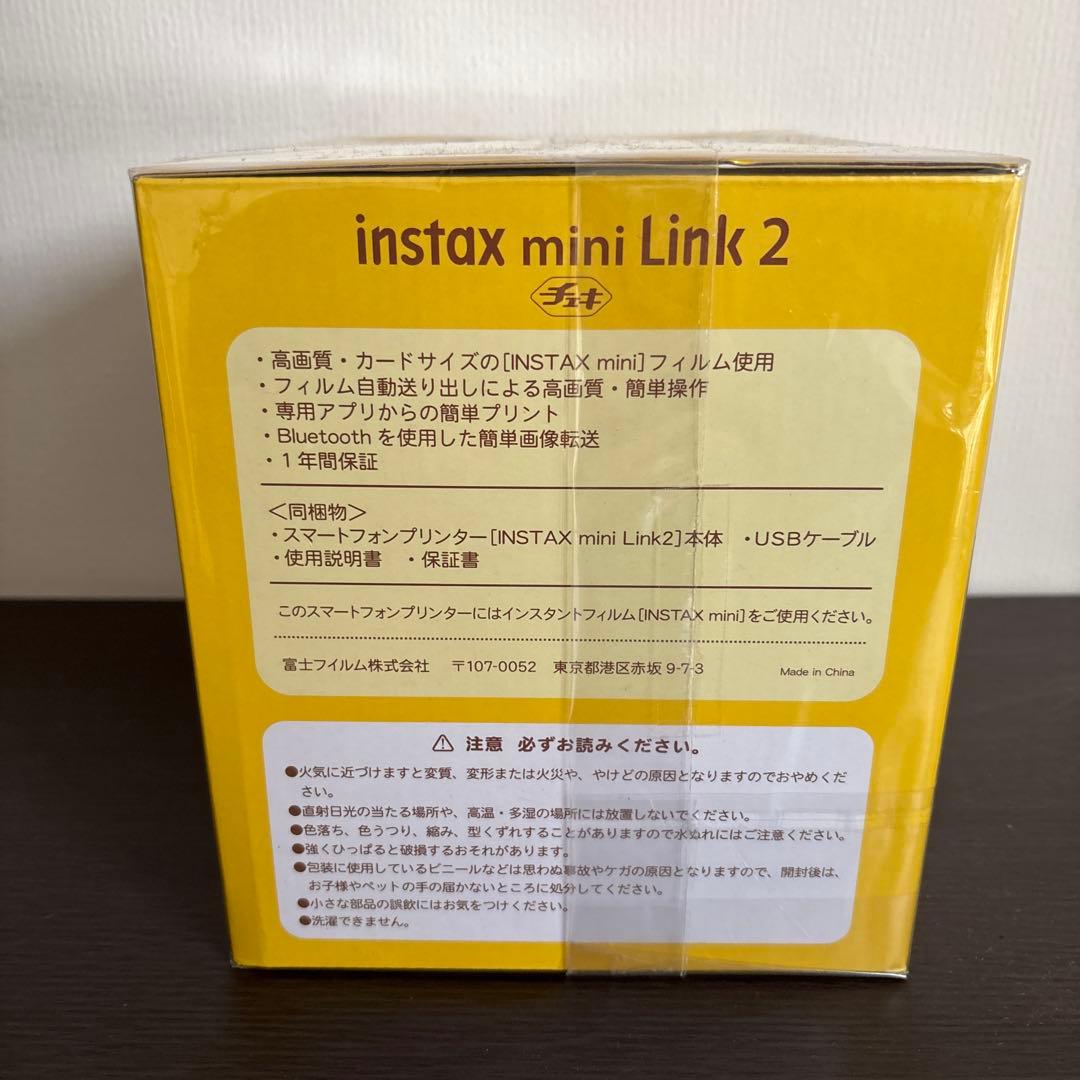 instax mini Link 2
チェキ
・高画質・カードサイズの[INSTAX mini]フィルム使用
・フィルム自動送り出しによる高画質・簡単操作
・専用アプリからの簡単プリント
・Bluetooth を使用した簡単画像転送
・1年間保証
＜同梱物＞
・スマートフォンプリンター[INSTAX mini Link2]本体 ・USBケーブル
・使用説明書 ・保証書
このスマートフォンプリンターにはインスタントフィルム[INSTAX mini]をご使用ください。
富士フイルム株式会社 〒107-0052 東京都港区赤坂 9-7-3 Made in China
⚠ 注意 必ずお読みください。
●火気に近づけますと変質、変形または火災や、やけどの原因となりますのでおやめくだ
さい。
●直射日光の当たる場所や、高温・多湿の場所には放置しないでください。
●色落ち、色うつり、縮み、型くずれすることがありますので水ぬれにはご注意ください。
●強くひっぱると破損するおそれがあります。
●包装に使用しているビニールなどは思わぬ事故やケガの原因となりますので、開封後は、
お子様やペットの手の届かないところに処分してください。
●小さな部品の誤飲にはお気をつけください。
●洗濯できません。